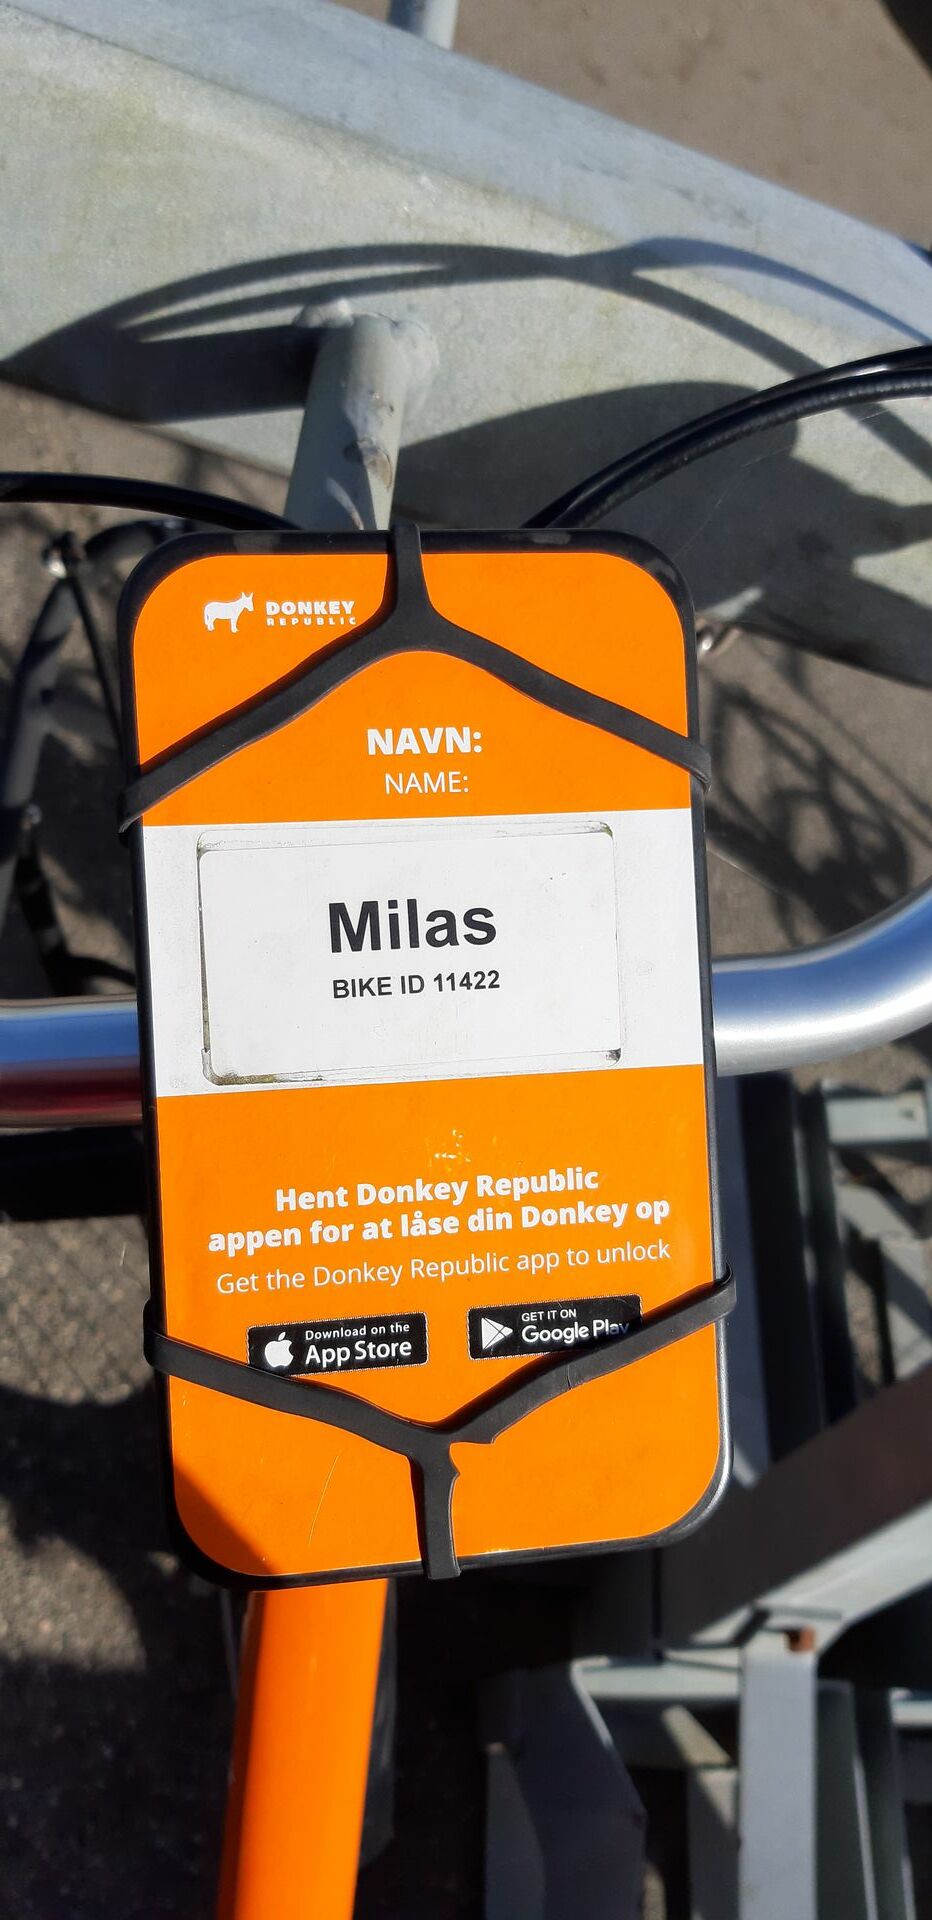 DONKEY
REPUBLIC
NAVN:
NAME:
Milas
BIKE ID 11422
Hent Donkey Republic
appen for at låse din Donkey op
Get the Donkey Republic app to unlock
Download on the
App Store
GET IT ON
Google Play